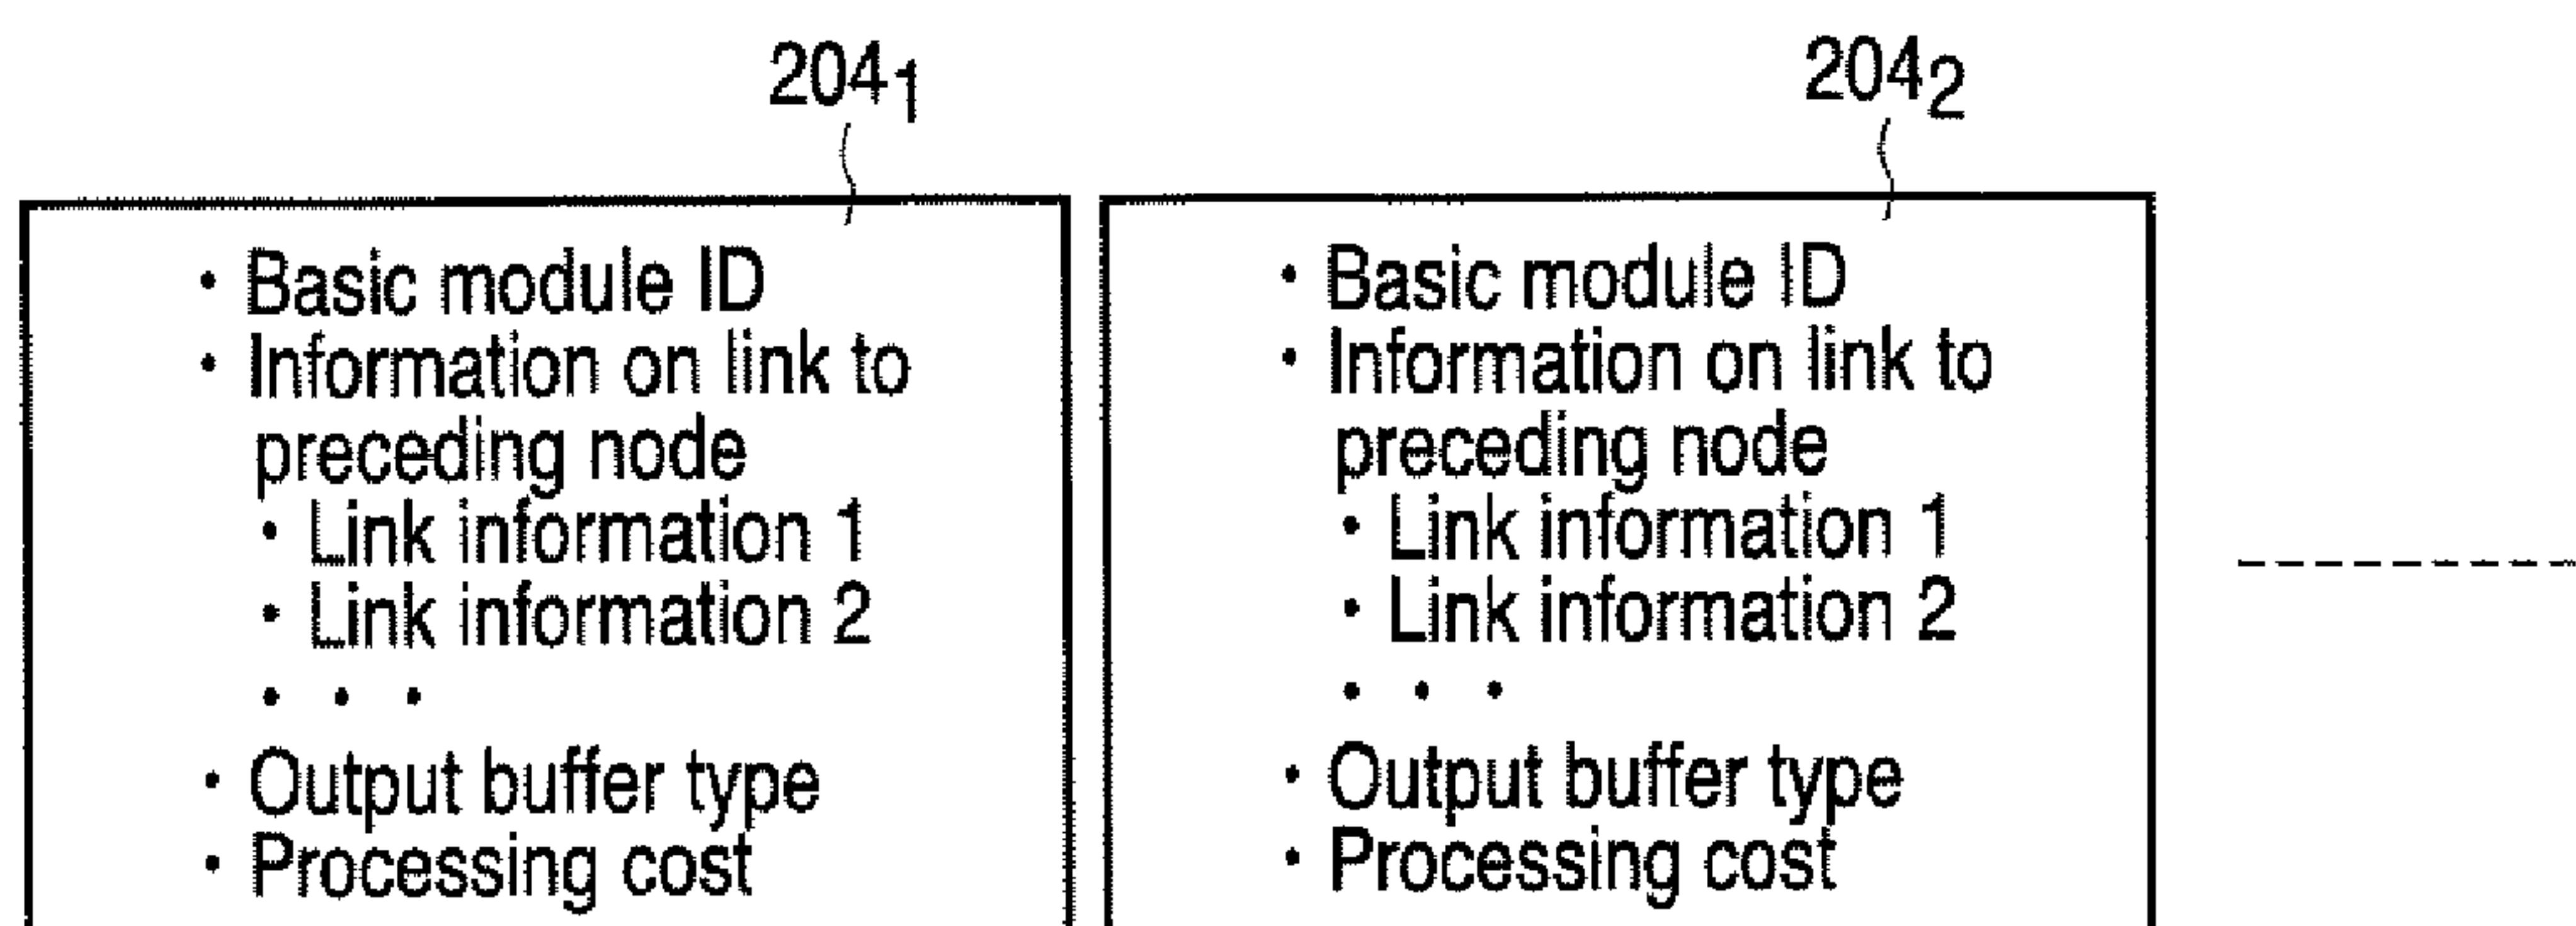 204₁
· Basic module ID
· Information on link to
preceding node
· Link information 1
· Link information 2
· · ·
· Output buffer type
· Processing cost
204₂
· Basic module ID
· Information on link to
preceding node
· Link information 1
· Link information 2
· · ·
· Output buffer type
· Processing cost